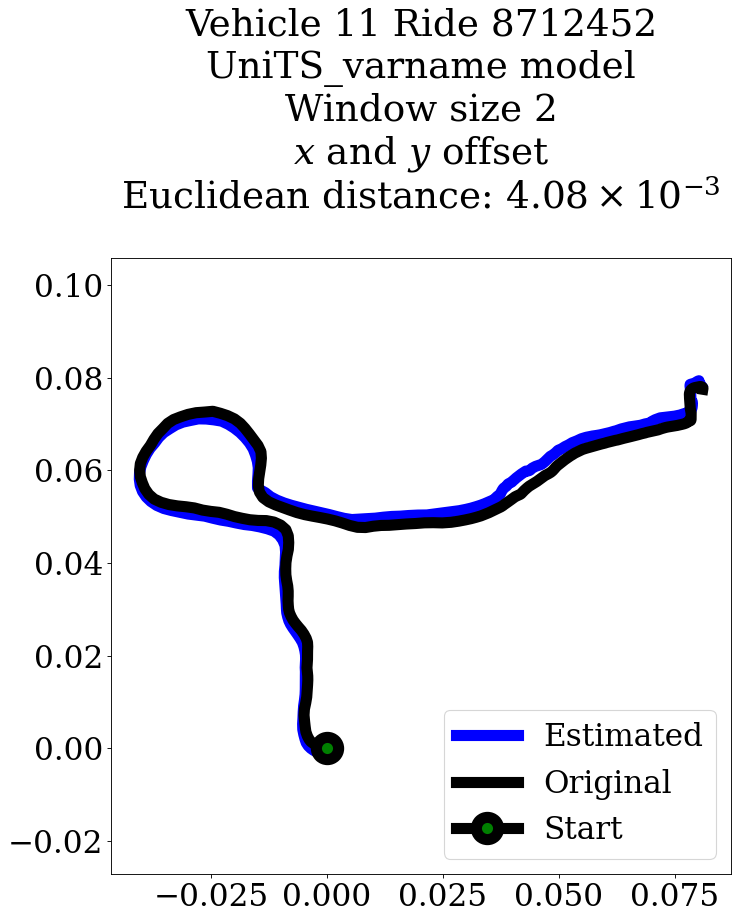 Vehicle 11 Ride 8712452
UniTS_varname model
Window size 2
x and y offset
Euclidean distance: 4.08 × 10⁻³
0.10
0.08
0.06
0.04
0.02
0.00
−0.02
Estimated
Original
Start
−0.025 0.000 0.025 0.050 0.075